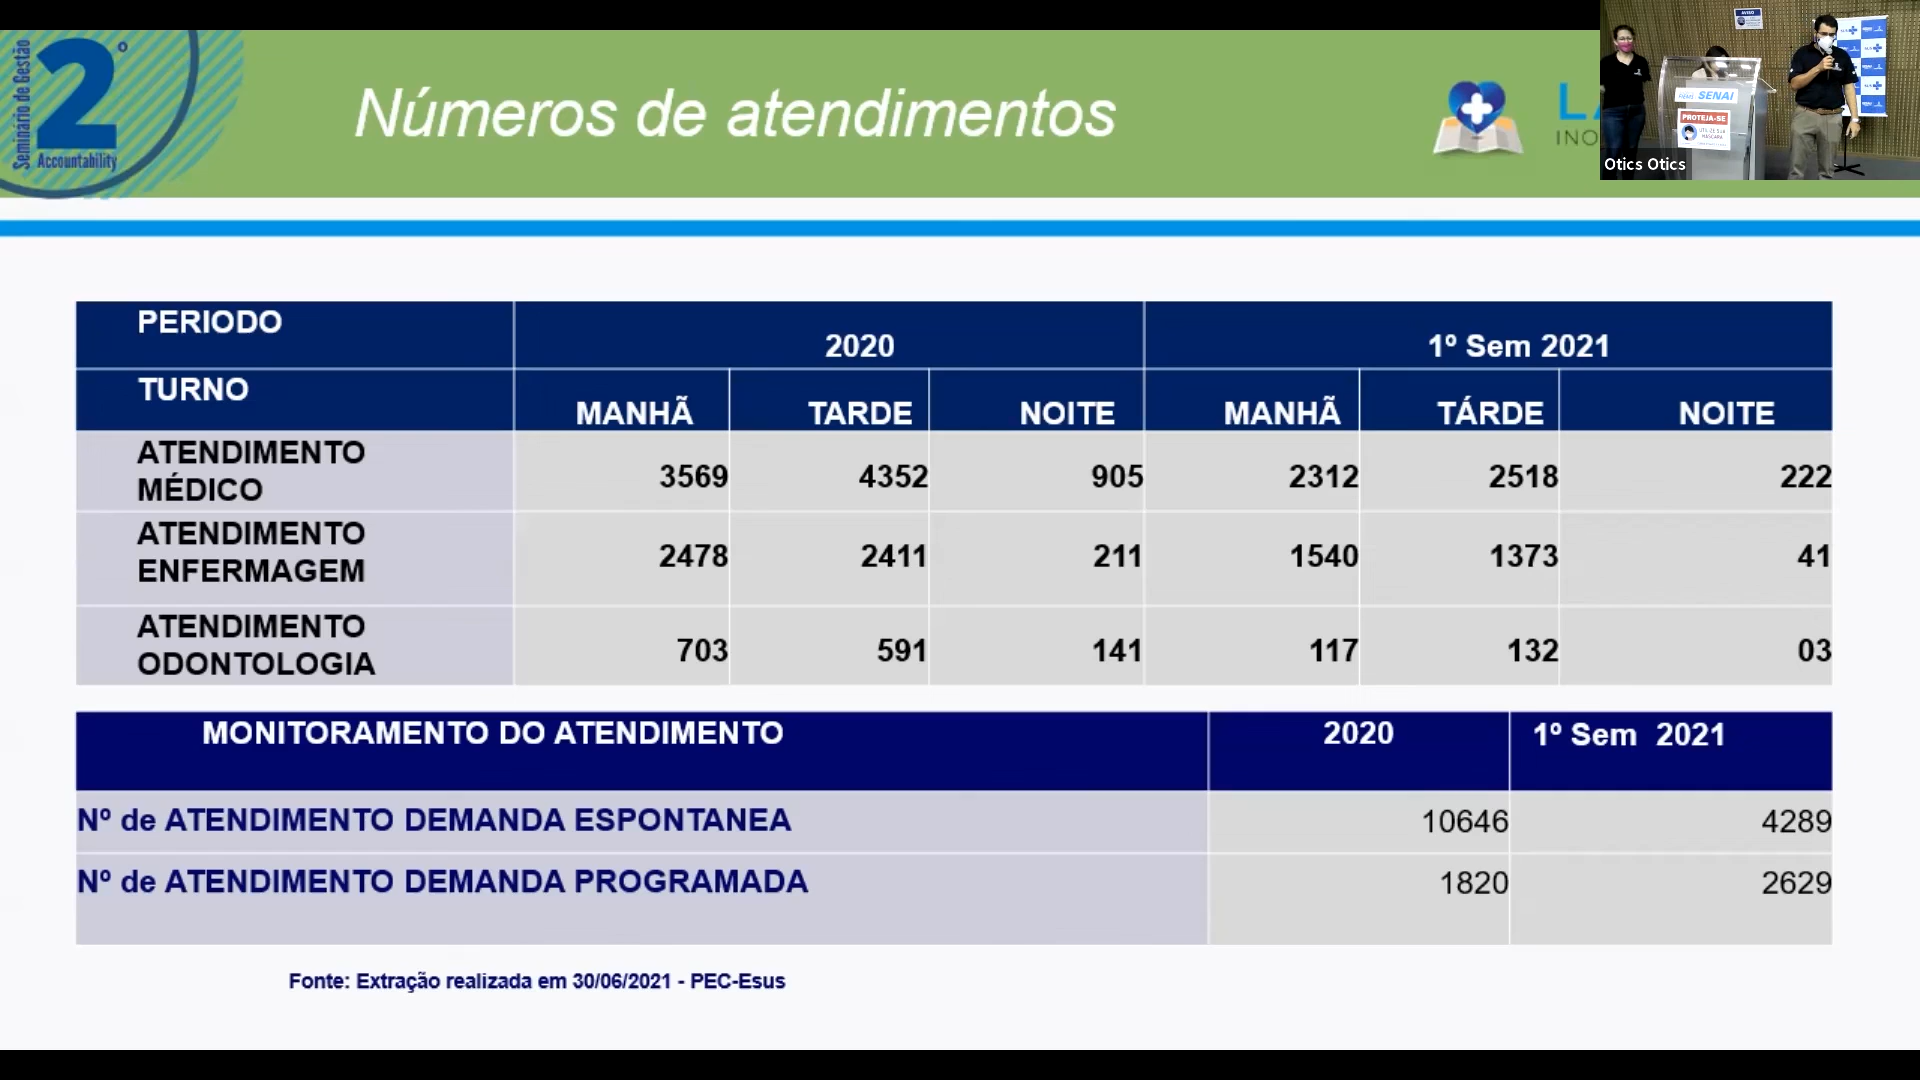 Seminário de Gestão
2º
Accountability
Números de atendimentos
AVISO
SENAI
PROTEJA-SE
MÁSCARA
Otics Otics
PERIODO
2020
1º Sem 2021
TURNO
MANHÃ
TARDE
NOITE
MANHÃ
TÁRDE
NOITE
ATENDIMENTO
MÉDICO
3569
4352
905
2312
2518
222
ATENDIMENTO
ENFERMAGEM
2478
2411
211
1540
1373
41
ATENDIMENTO
ODONTOLOGIA
703
591
141
117
132
03
MONITORAMENTO DO ATENDIMENTO
2020
1º Sem 2021
Nº de ATENDIMENTO DEMANDA ESPONTANEA
10646
4289
Nº de ATENDIMENTO DEMANDA PROGRAMADA
1820
2629
Fonte: Extração realizada em 30/06/2021 - PEC-Esus